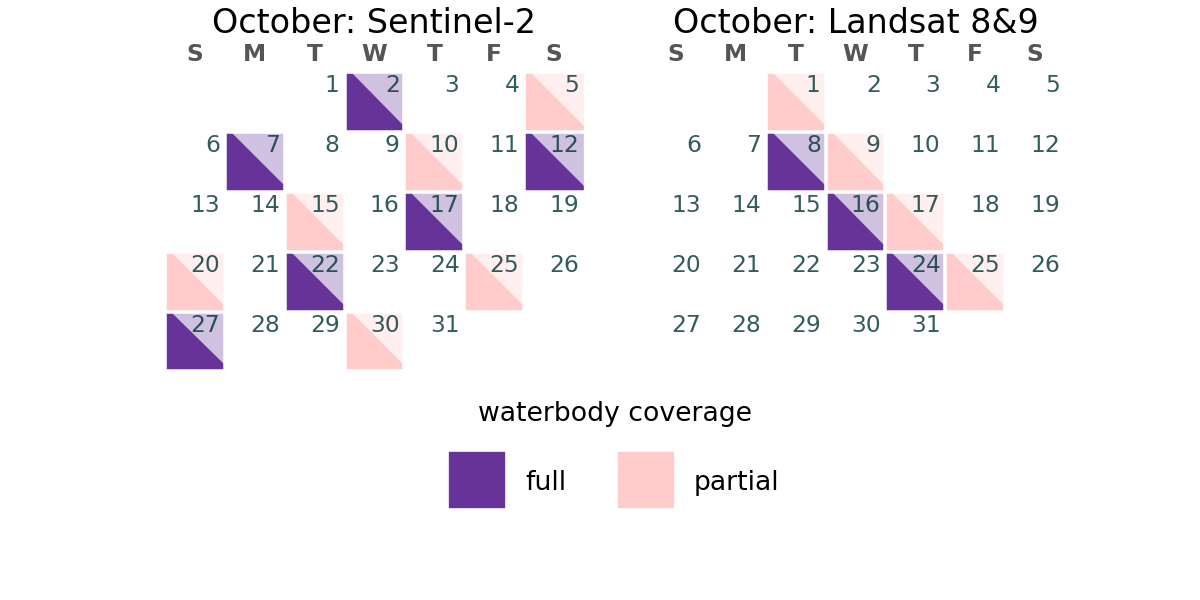 October: Sentinel-2
S M T W T F S
1 2 3 4 5
6 7 8 9 10 11 12
13 14 15 16 17 18 19
20 21 22 23 24 25 26
27 28 29 30 31
October: Landsat 8&9
S M T W T F S
1 2 3 4 5
6 7 8 9 10 11 12
13 14 15 16 17 18 19
20 21 22 23 24 25 26
27 28 29 30 31
waterbody coverage
full
partial